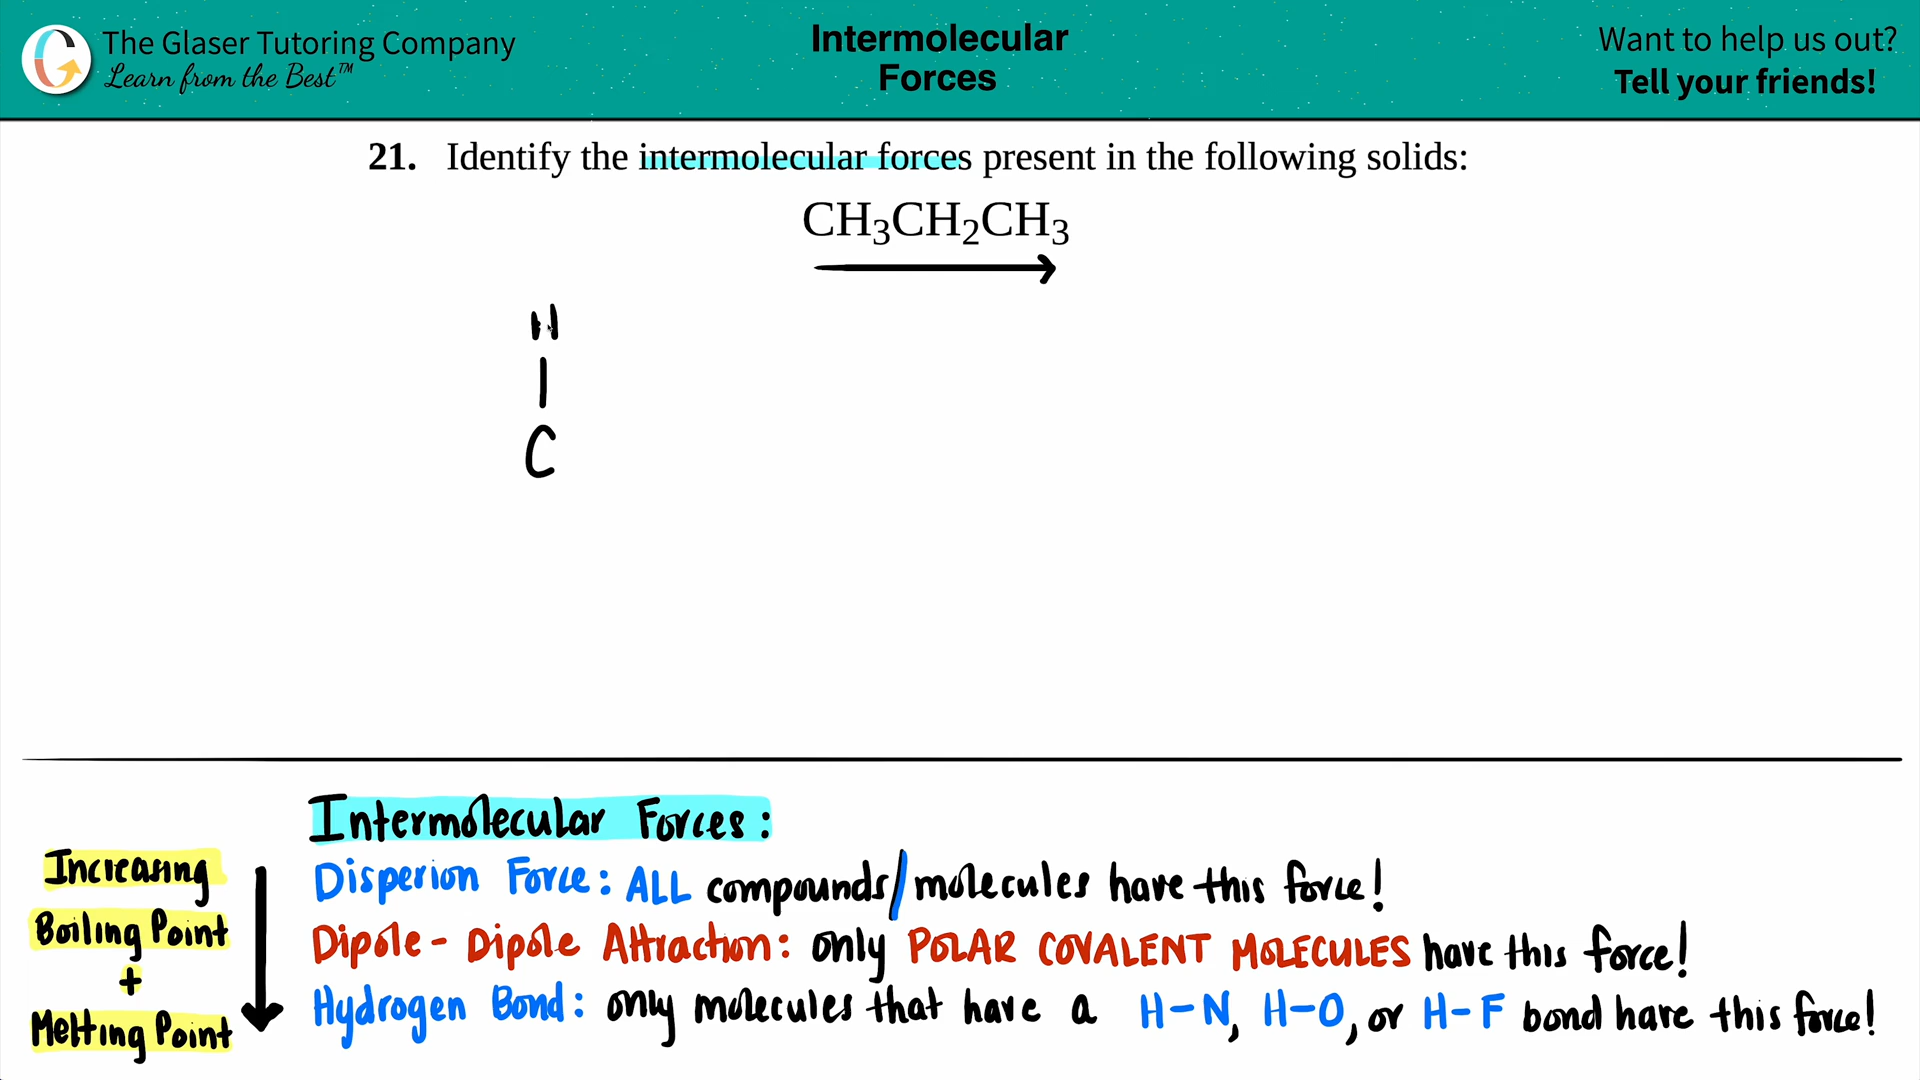 The Glaser Tutoring Company
Learn from the Best™
Intermolecular
Forces
Want to help us out?
Tell your friends!
21. Identify the intermolecular forces present in the following solids:
CH₃CH₂CH₃
H
C
Intermolecular Forces:
Increasing
Boiling Point
+
Melting Point
Disperion Force: ALL compounds/molecules have this force!
Dipole-Dipole Attraction: only POLAR COVALENT MOLECULES have this force!
Hydrogen Bond: only molecules that have a H-N, H-O, or H-F bond have this force!